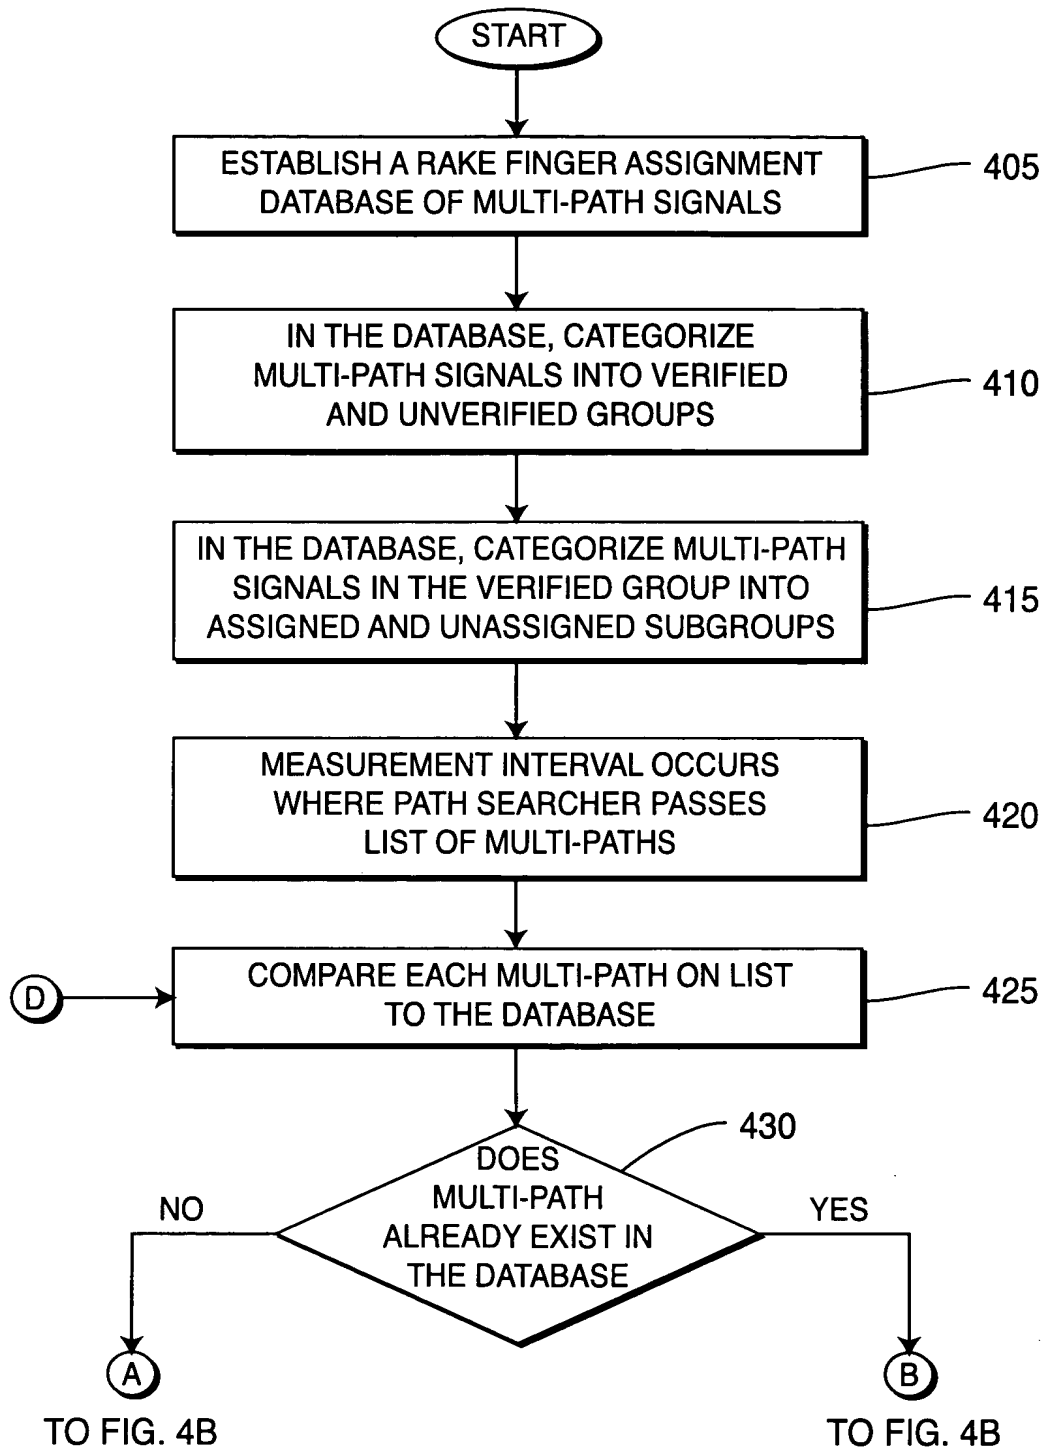 START
ESTABLISH A RAKE FINGER ASSIGNMENT
DATABASE OF MULTI-PATH SIGNALS
405
IN THE DATABASE, CATEGORIZE
MULTI-PATH SIGNALS INTO VERIFIED
AND UNVERIFIED GROUPS
410
IN THE DATABASE, CATEGORIZE MULTI-PATH
SIGNALS IN THE VERIFIED GROUP INTO
ASSIGNED AND UNASSIGNED SUBGROUPS
415
MEASUREMENT INTERVAL OCCURS
WHERE PATH SEARCHER PASSES
LIST OF MULTI-PATHS
420
D
COMPARE EACH MULTI-PATH ON LIST
TO THE DATABASE
425
430
DOES
MULTI-PATH
ALREADY EXIST IN
THE DATABASE
NO
YES
A
B
TO FIG. 4B
TO FIG. 4B